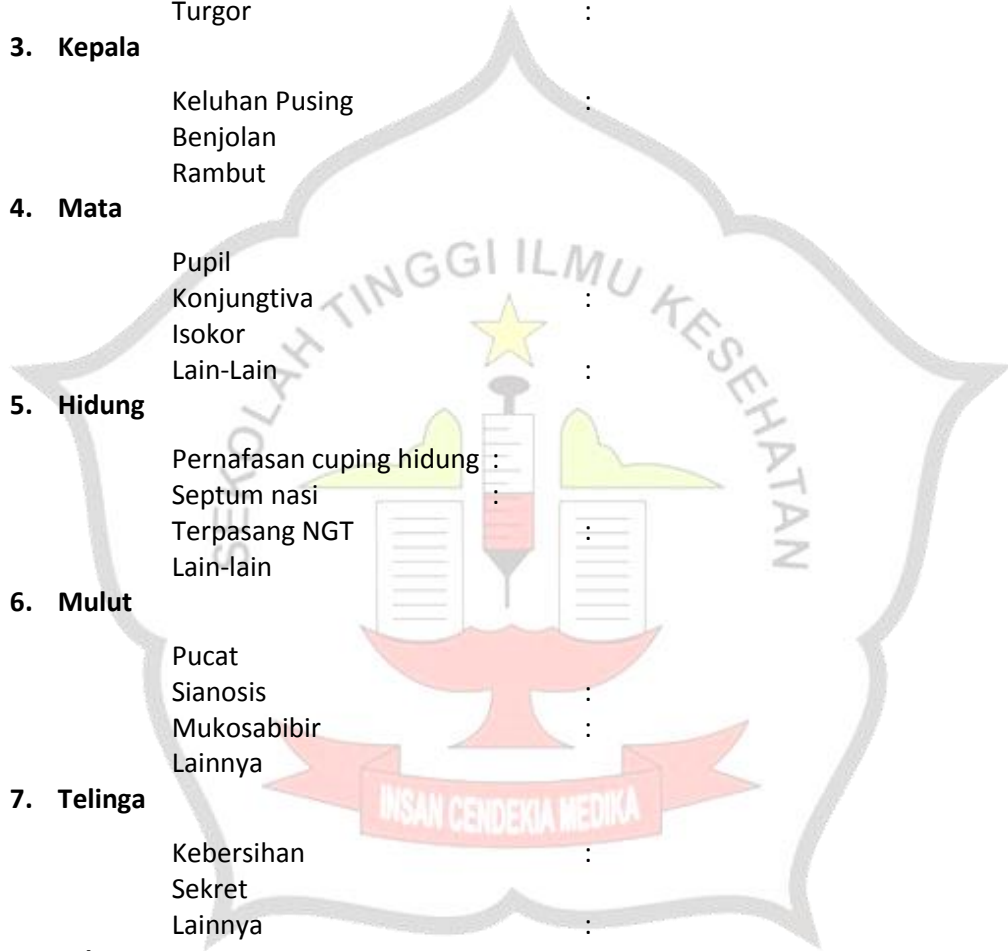 Turgor :
3. Kepala
Keluhan Pusing :
Benjolan
Rambut
4. Mata
Pupil
Konjungtiva :
Isokor
Lain-Lain :
5. Hidung
Pernafasan cuping hidung :
Septum nasi :
Terpasang NGT :
Lain-lain
6. Mulut
Pucat
Sianosis :
Mukosabibir :
Lainnya
7. Telinga
Kebersihan :
Sekret
Lainnya :
SEKOLAH TINGGI ILMU KESEHATAN
INSAN CENDEKIA MEDIKA